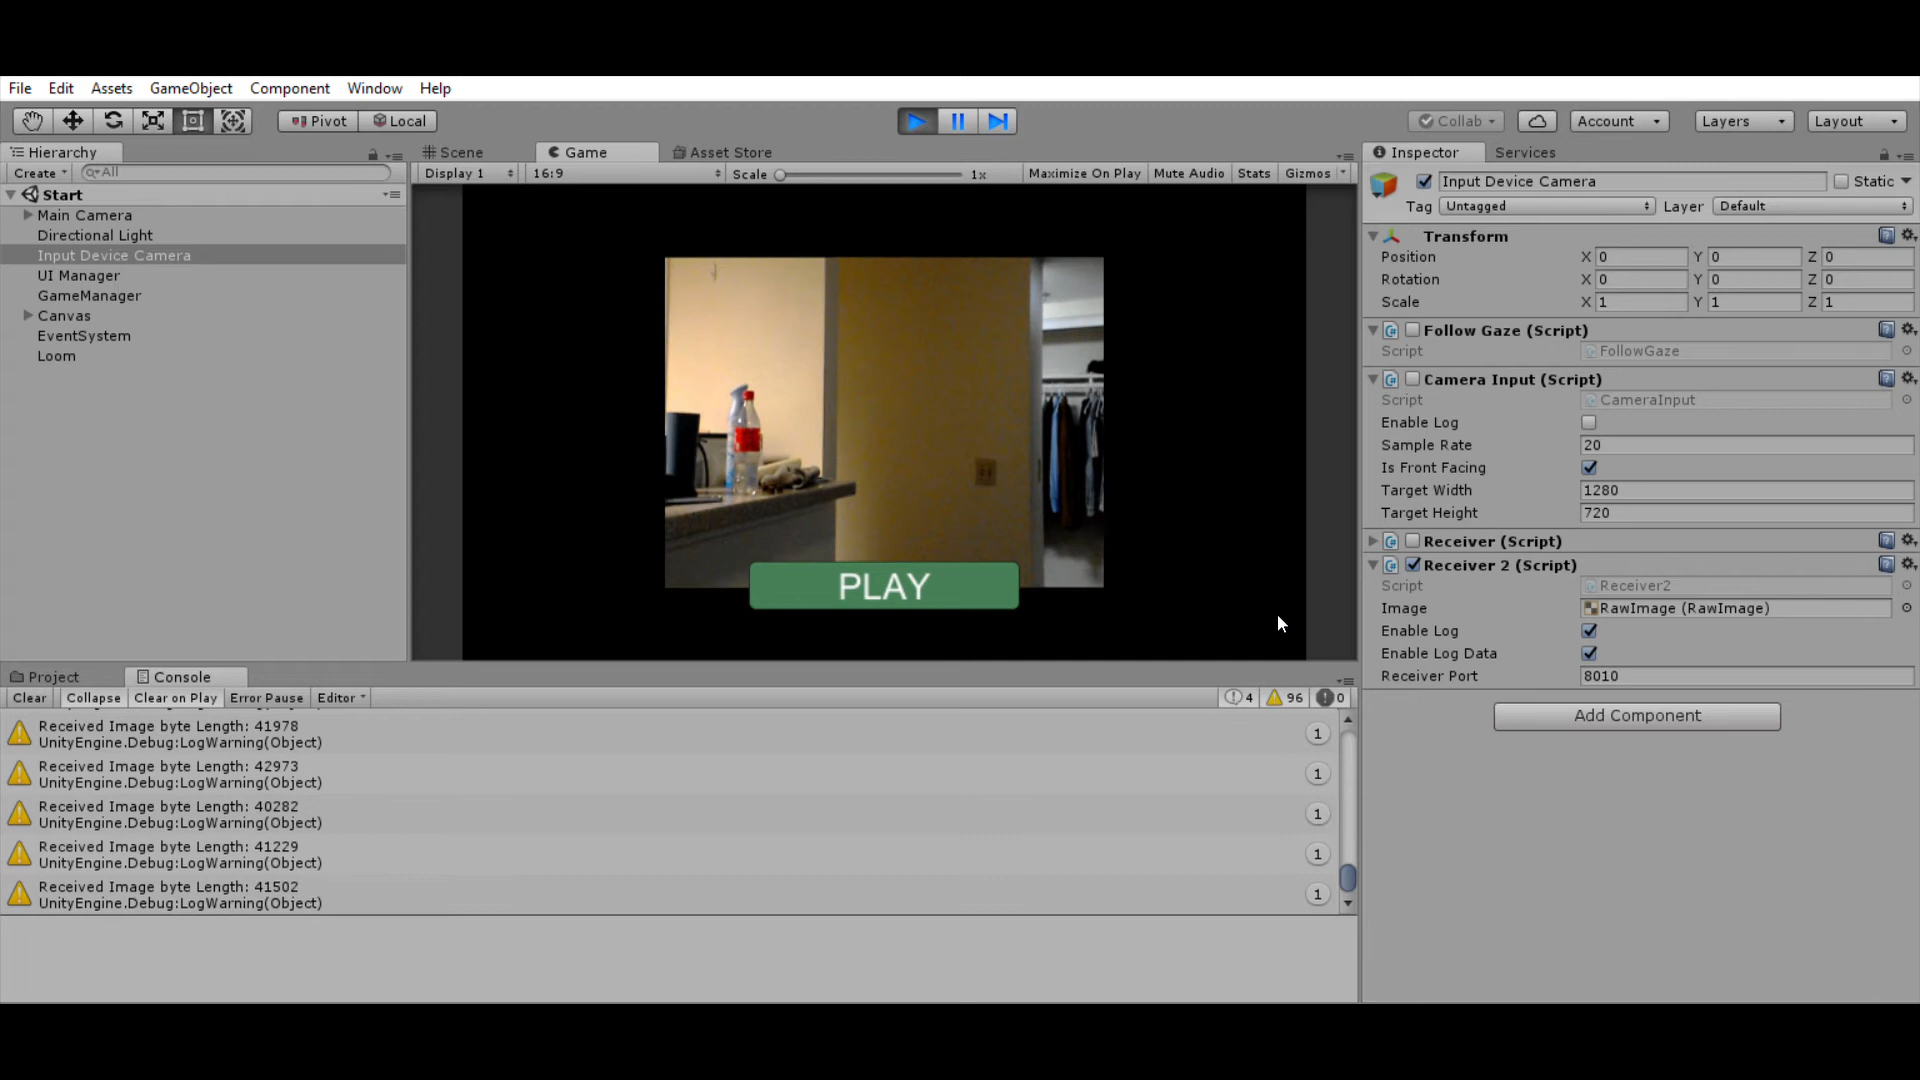 File Edit Assets GameObject Component Window Help
Pivot Local Collab Account Layers Layout
Hierarchy
Create All
Start
Main Camera
Directional Light
Input Device Camera
UI Manager
GameManager
Canvas
EventSystem
Loom
Scene Game Asset Store
Display 1 16:9 Scale 1x Maximize On Play Mute Audio Stats Gizmos
PLAY
Project Console
Clear Collapse Clear on Play Error Pause Editor 4 96 0
Received Image byte Length: 41978
UnityEngine.Debug:LogWarning(Object)
1
Received Image byte Length: 42973
UnityEngine.Debug:LogWarning(Object)
1
Received Image byte Length: 40282
UnityEngine.Debug:LogWarning(Object)
1
Received Image byte Length: 41229
UnityEngine.Debug:LogWarning(Object)
1
Received Image byte Length: 41502
UnityEngine.Debug:LogWarning(Object)
1
Inspector Services
Input Device Camera Static
Tag Untagged Layer Default
Transform
Position X 0 Y 0 Z 0
Rotation X 0 Y 0 Z 0
Scale X 1 Y 1 Z 1
Follow Gaze (Script)
Script FollowGaze
Camera Input (Script)
Script CameraInput
Enable Log
Sample Rate 20
Is Front Facing
Target Width 1280
Target Height 720
Receiver (Script)
Receiver 2 (Script)
Script Receiver2
Image RawImage (RawImage)
Enable Log
Enable Log Data
Receiver Port 8010
Add Component